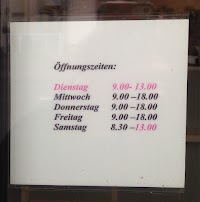 Öffnungszeiten:
Dienstag 9.00- 13.00
Mittwoch 9.00 –18.00
Donnerstag 9.00 –18.00
Freitag 9.00 –18.00
Samstag 8.30 –13.00